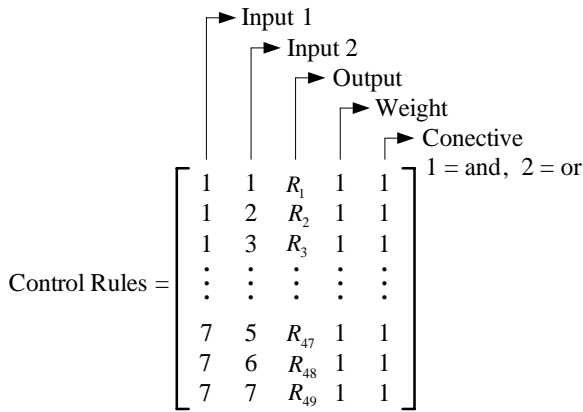 Input 1
Input 2
Output
Weight
Conective
1 = and, 2 = or
Control Rules =
1 1 R₁ 1 1
1 2 R₂ 1 1
1 3 R₃ 1 1
⋮ ⋮ ⋮ ⋮ ⋮
7 5 R₄₇ 1 1
7 6 R₄₈ 1 1
7 7 R₄₉ 1 1